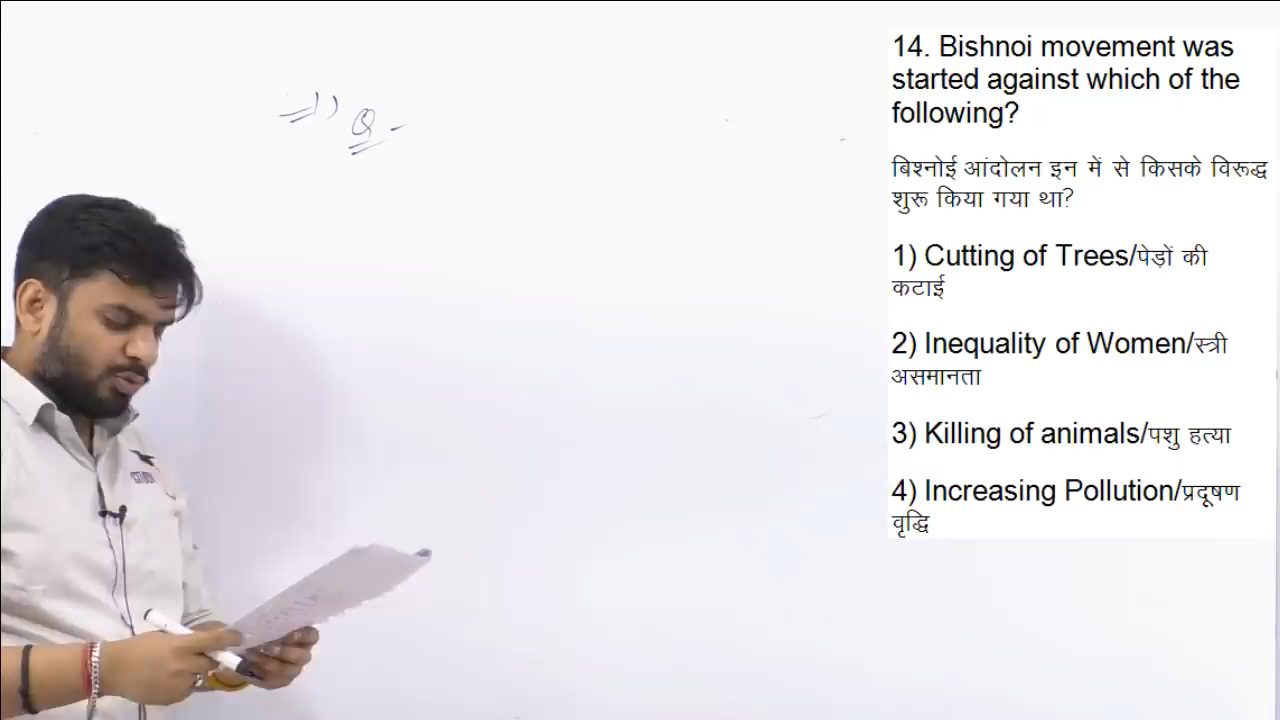 14. Bishnoi movement was
started against which of the
following?
बिश्नोई आंदोलन इन में से किसके विरूद्ध
शुरू किया गया था?
1) Cutting of Trees/पेड़ों की
कटाई
2) Inequality of Women/स्त्री
असमानता
3) Killing of animals/पशु हत्या
4) Increasing Pollution/प्रदूषण
वृद्धि